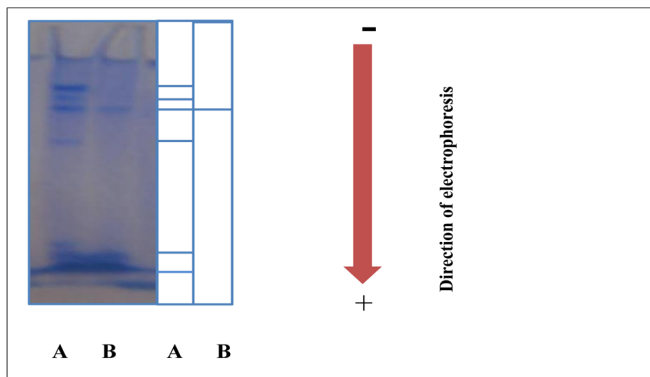 -
Direction of electrophoresis
+
A B A B